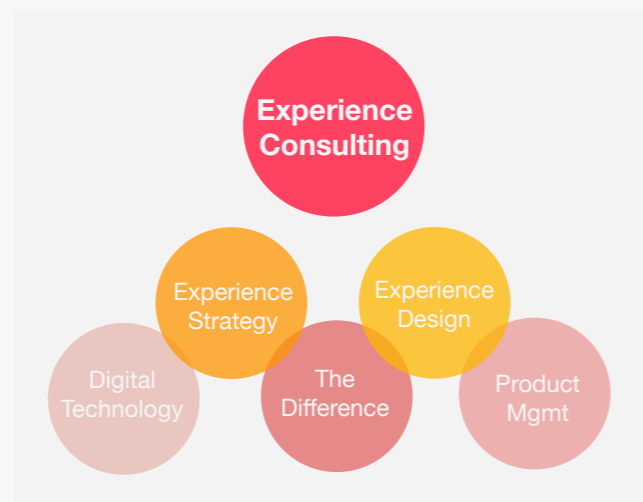 Experience
Consulting
Experience
Strategy
Experience
Design
Digital
Technology
The
Difference
Product
Mgmt